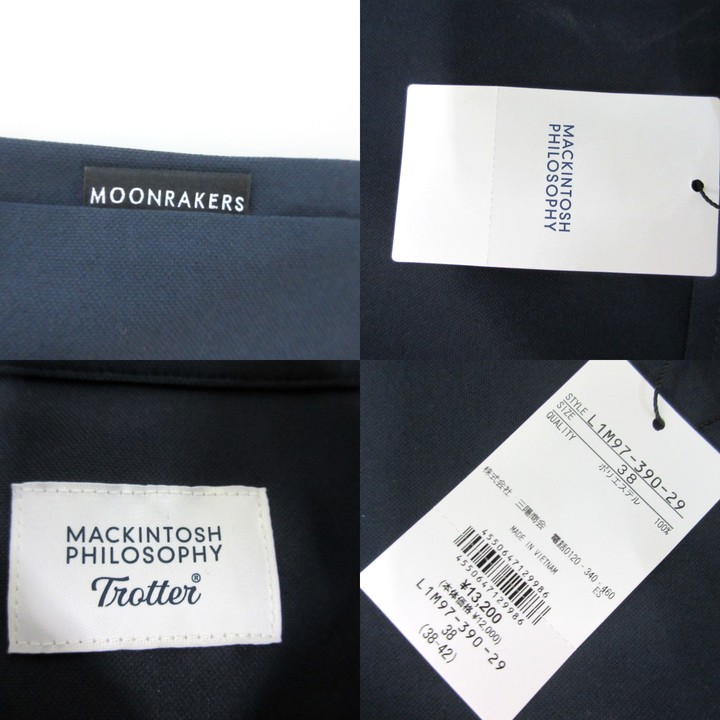 MOONRAKERS
MACKINTOSH
PHILOSOPHY
MACKINTOSH
PHILOSOPHY
Trotter®
STYLE L1M97-390-29
SIZE 38
QUALITY ポリエステル 100%
株式会社 三陽商会 電話0120-340-460
MADE IN VIETNAM ES
4550647129986
4550647129986
¥13,200
(本体価格 ¥12,000)
L1M97-390-29
38
(38-42)